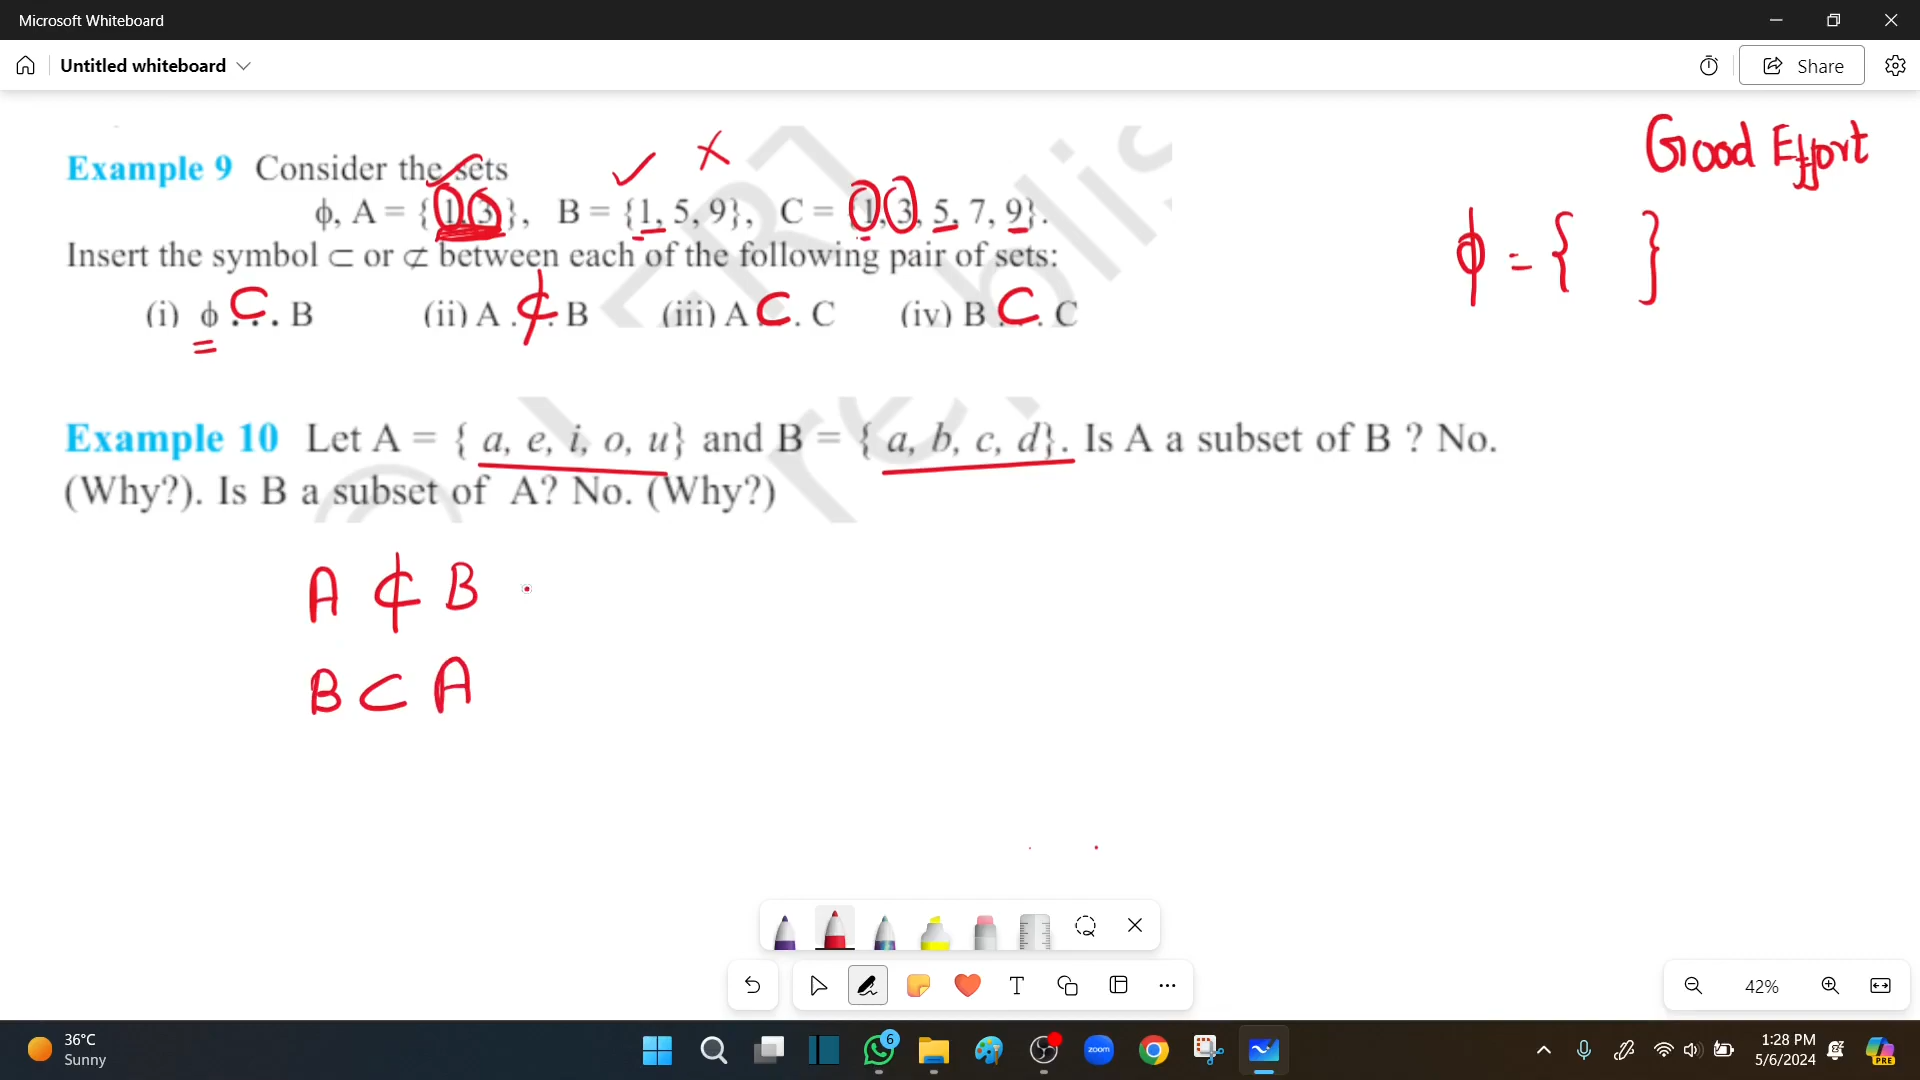 Microsoft Whiteboard
Untitled whiteboard
Share
Good Effort
Example 9 Consider the sets
ϕ, A = {1, 3}, B = {1, 5, 9}, C = {1, 3, 5, 7, 9}.
ϕ = { }
Insert the symbol ⊂ or ⊄ between each of the following pair of sets:
(i) ϕ ⊂ . . . B (ii) A . ⊄ . B (iii) A ⊂ . C (iv) B . ⊂ . C
Example 10 Let A = { a, e, i, o, u} and B = { a, b, c, d}. Is A a subset of B ? No.
(Why?). Is B a subset of A? No. (Why?)
A ⊄ B
B ⊂ A
42%
36°C
Sunny
6
zoom
1:28 PM
5/6/2024
PRE